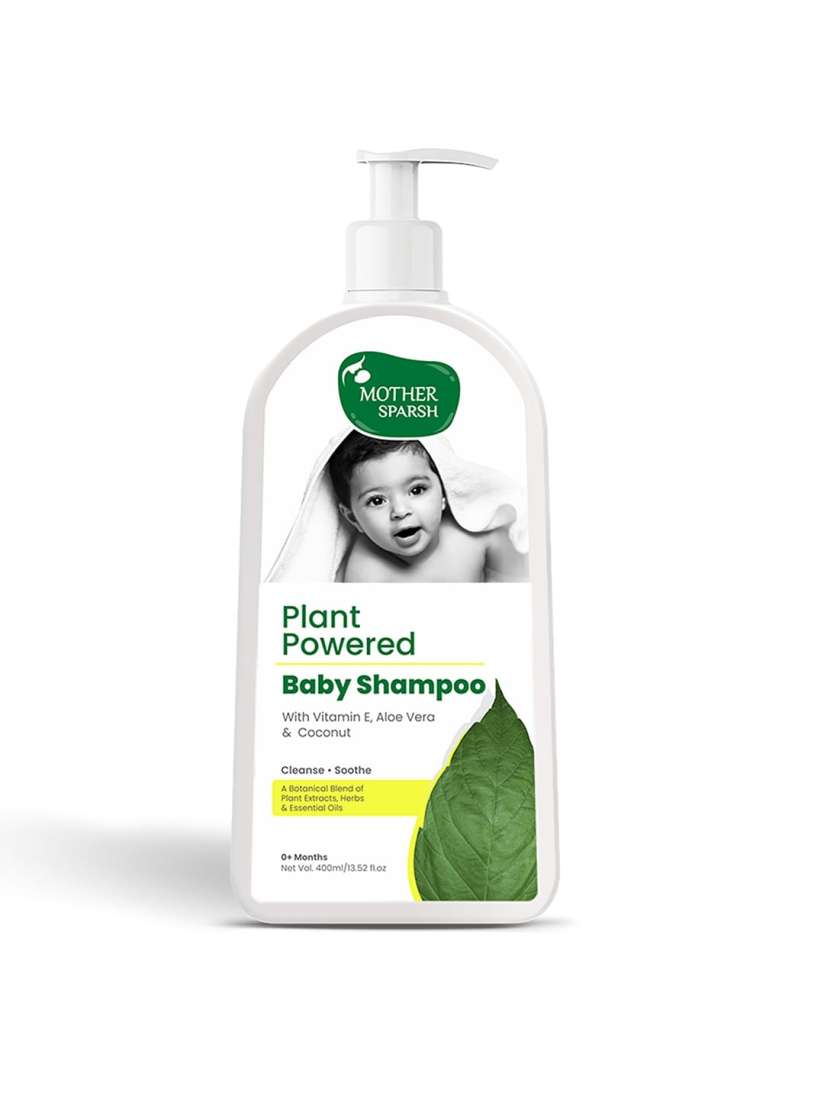 MOTHER
SPARSH
Plant
Powered
Baby Shampoo
With Vitamin E, Aloe Vera
& Coconut
Cleanse • Soothe
A Botanical Blend of
Plant Extracts, Herbs
& Essential Oils
0+ Months
Net Vol. 400ml/13.52 fl.oz